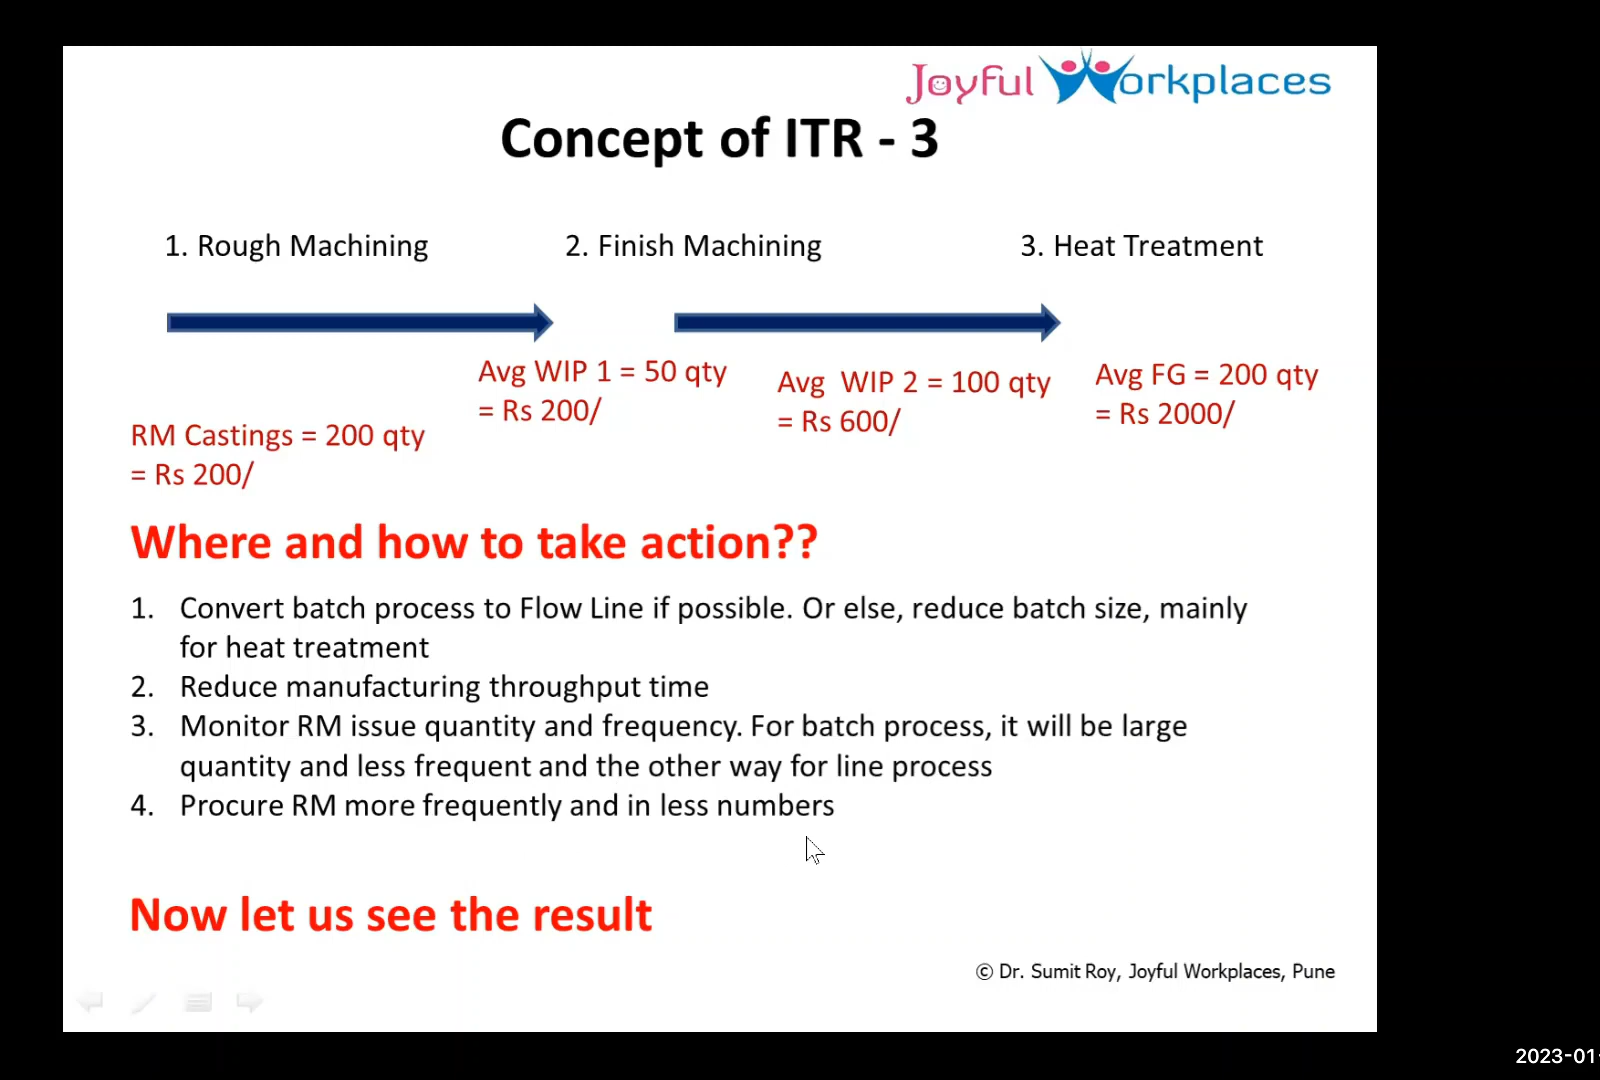 Joyful Workplaces
Concept of ITR - 3
1. Rough Machining
2. Finish Machining
3. Heat Treatment
Avg WIP 1 = 50 qty
= Rs 200/
Avg WIP 2 = 100 qty
= Rs 600/
Avg FG = 200 qty
= Rs 2000/
RM Castings = 200 qty
= Rs 200/
Where and how to take action??
1. Convert batch process to Flow Line if possible. Or else, reduce batch size, mainly
for heat treatment
2. Reduce manufacturing throughput time
3. Monitor RM issue quantity and frequency. For batch process, it will be large
quantity and less frequent and the other way for line process
4. Procure RM more frequently and in less numbers
Now let us see the result
© Dr. Sumit Roy, Joyful Workplaces, Pune
2023-01-